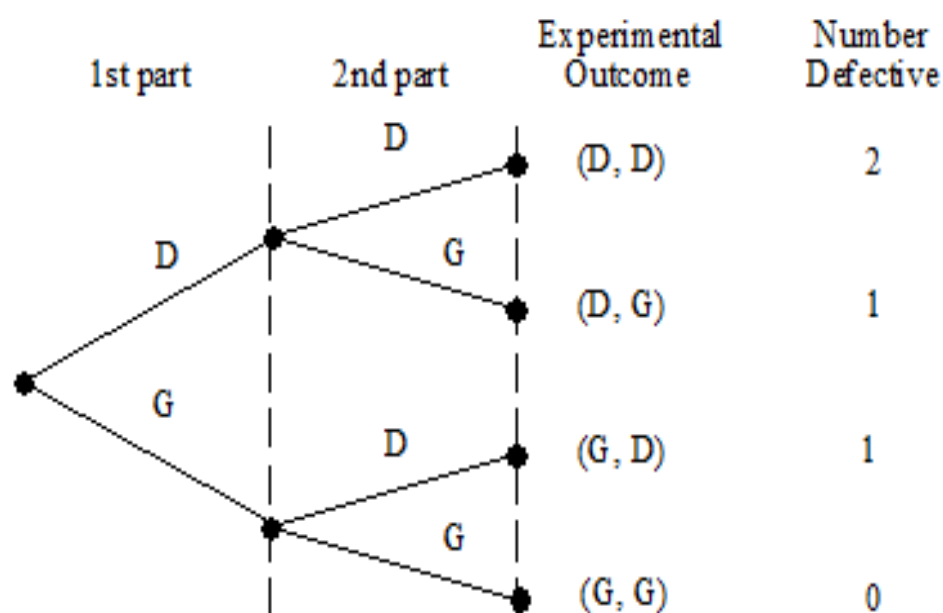 Experimental Number
1st part 2nd part Outcome Defective
D
(D, D) 2
D
G
(D, G) 1
G
D
(G, D) 1
G
(G, G) 0